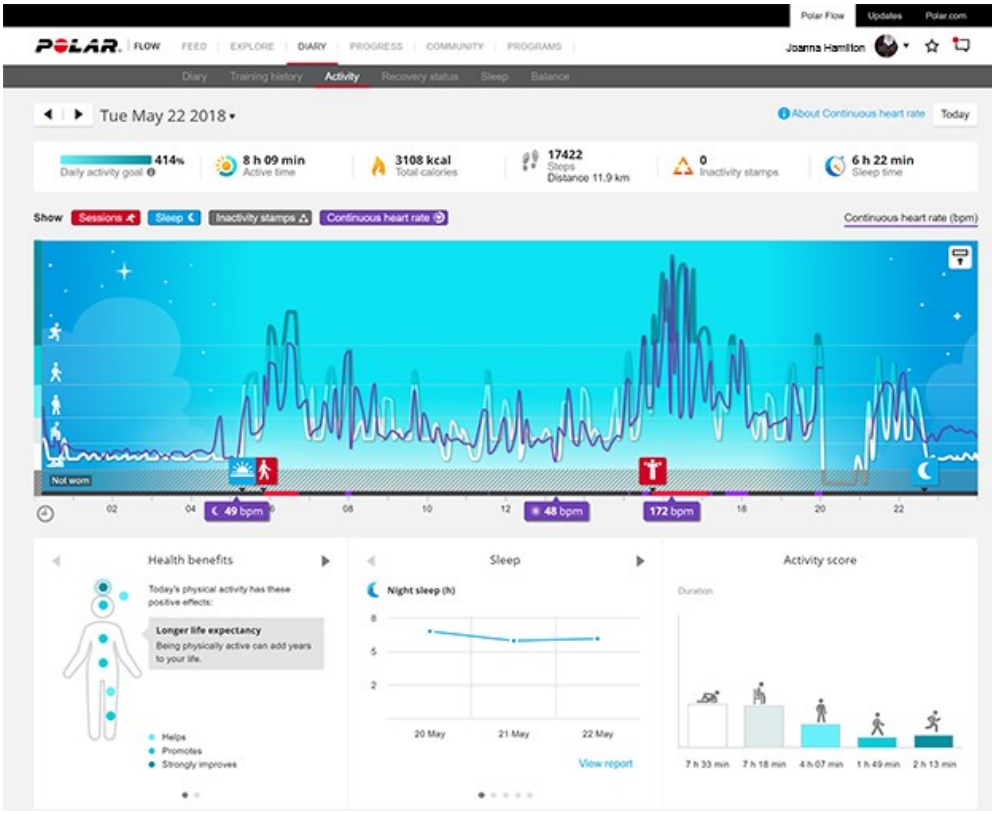 Polar Flow Updates Polar.com
POLAR. FLOW FEED EXPLORE DIARY PROGRESS COMMUNITY PROGRAMS Joanna Hamilton
Diary Training history Activity Recovery status Sleep Balance
Tue May 22 2018 About Continuous heart rate Today
414% 8 h 09 min 3108 kcal 17422 0 6 h 22 min
Daily activity goal Active time Total calories Steps Inactivity stamps Sleep time
Distance 11.9 km
Show Sessions Sleep Inactivity stamps Continuous heart rate Continuous heart rate (bpm)
Not worn
02 04 6 08 10 12 18 20 22
49 bpm 48 bpm 172 bpm
Health benefits
Today's physical activity has these
positive effects:
Longer life expectancy
Being physically active can add years
to your life.
Helps
Promotes
Strongly improves
Sleep
Night sleep (h)
8
5
2
20 May 21 May 22 May
View report
Activity score
Duration
7 h 33 min 7 h 18 min 4 h 07 min 1 h 49 min 2 h 13 min